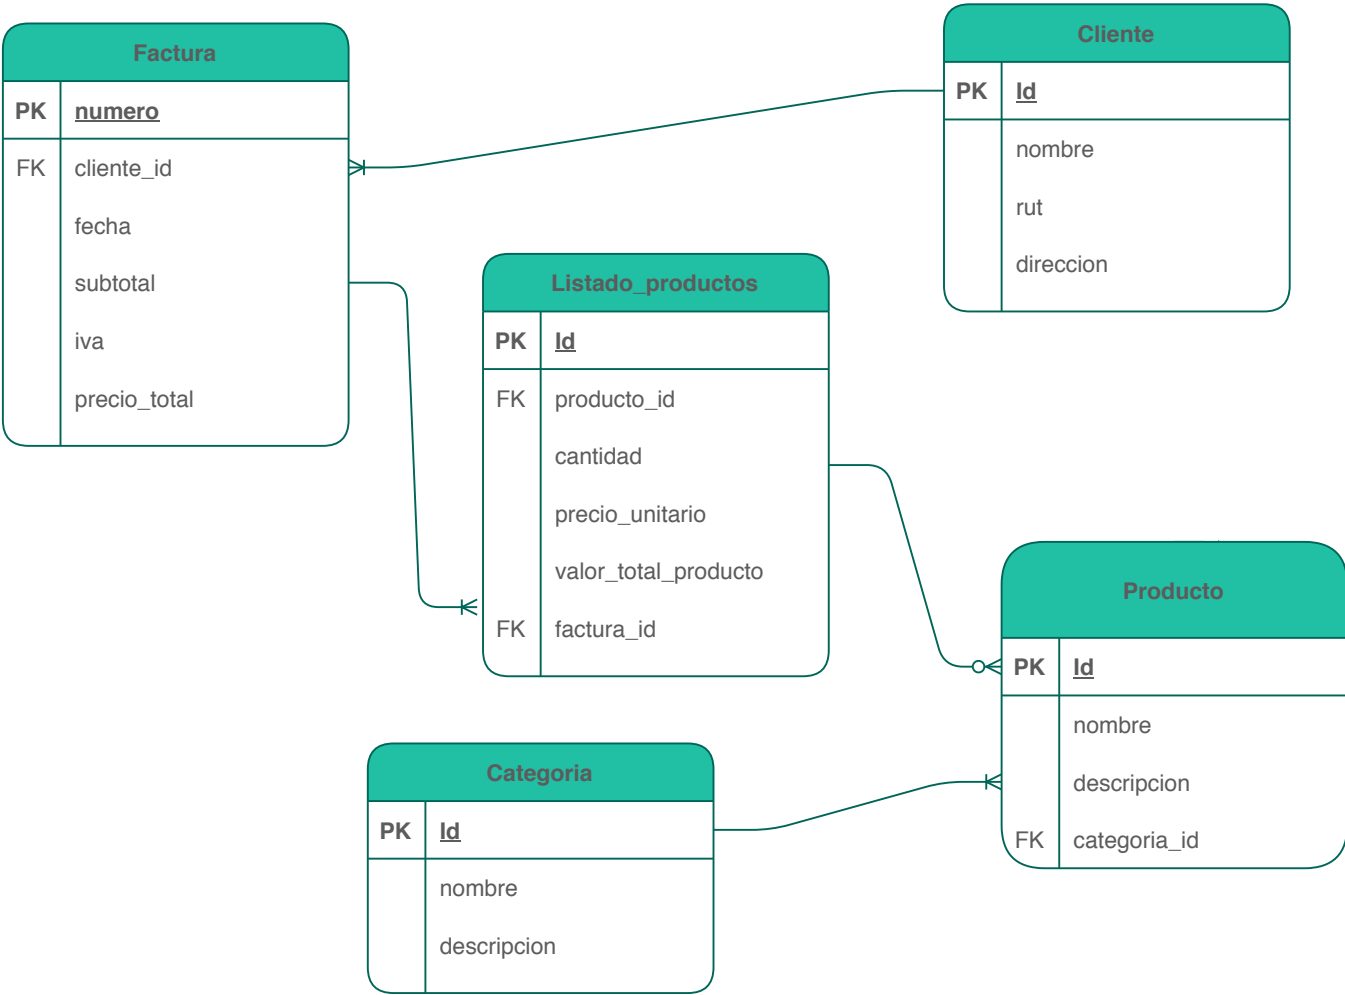 Factura
PK numero
FK cliente_id
fecha
subtotal
iva
precio_total
Cliente
PK Id
nombre
rut
direccion
Listado_productos
PK Id
FK producto_id
cantidad
precio_unitario
valor_total_producto
FK factura_id
Producto
PK Id
nombre
descripcion
FK categoria_id
Categoria
PK Id
nombre
descripcion